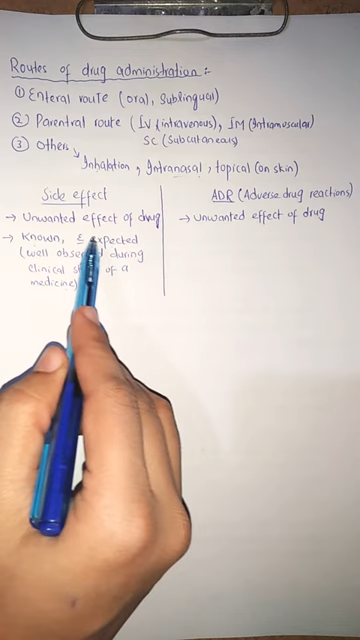 Routes of drug administration:-
① Enteral route (oral, Sublingual)
② Parentral route (IV (intravenous), IM (Intramuscular)
SC (Subcutaneous)
③ Others
Inhalation, Intranasal, topical (on skin)
Side effect
→ Unwanted effect of drug
→ Known, & expected
(well observed during
clinical of a
medicine)
ADR (Adverse drug reactions)
→ Unwanted effect of drug